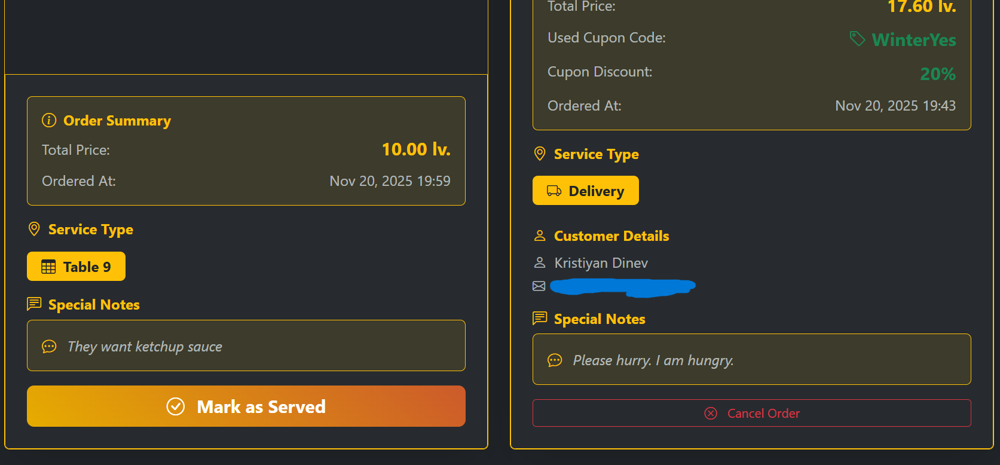 Order Summary
Total Price: 10.00 lv.
Ordered At: Nov 20, 2025 19:59
Service Type
Table 9
Special Notes
They want ketchup sauce
Mark as Served
Total Price: 17.60 lv.
Used Cupon Code: WinterYes
Cupon Discount: 20%
Ordered At: Nov 20, 2025 19:43
Service Type
Delivery
Customer Details
Kristiyan Dinev
Special Notes
Please hurry. I am hungry.
Cancel Order